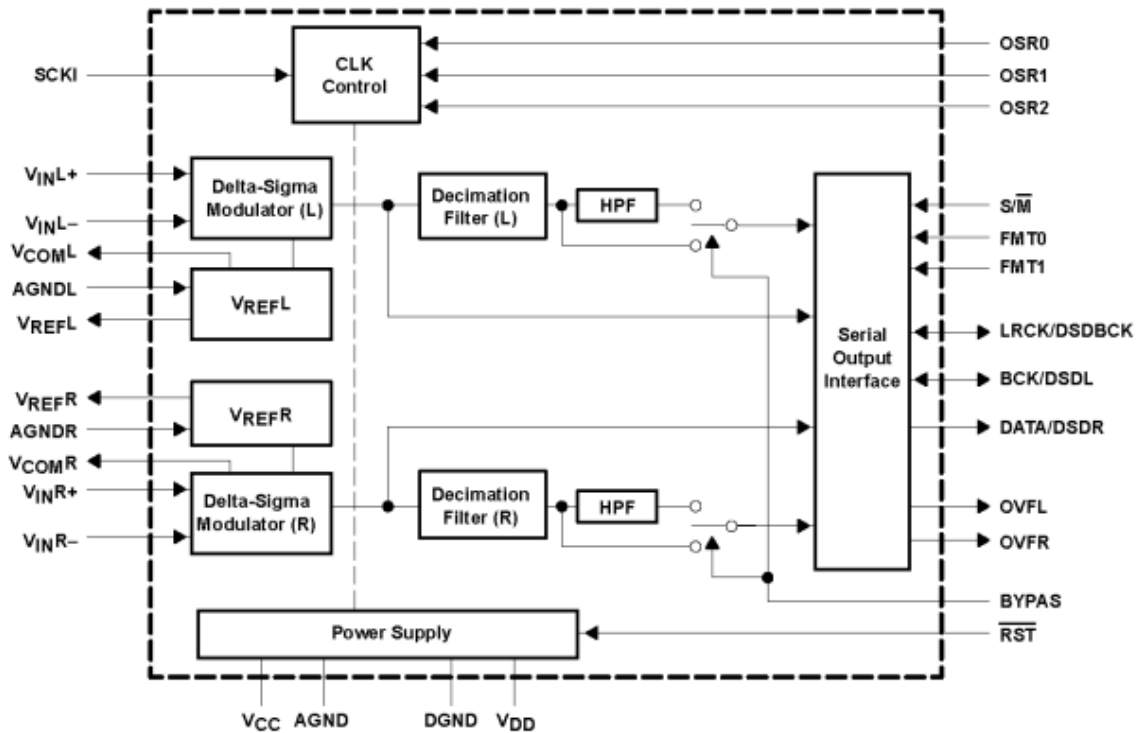 OSR0
CLK
Control
SCKI
OSR1
OSR2
VINL+
Delta-Sigma
Modulator (L)
Decimation
Filter (L)
HPF
S/M̅
VINL–
FMT0
VCOML
FMT1
AGNDL
VREFL
VREFL
Serial
Output
Interface
LRCK/DSDBCK
BCK/DSDL
VREFR
VREFR
AGNDR
DATA/DSDR
VCOMR
VINR+
Delta-Sigma
Modulator (R)
Decimation
Filter (R)
HPF
OVFL
VINR–
OVFR
BYPAS
Power Supply
R̅S̅T̅
VCC AGND DGND VDD